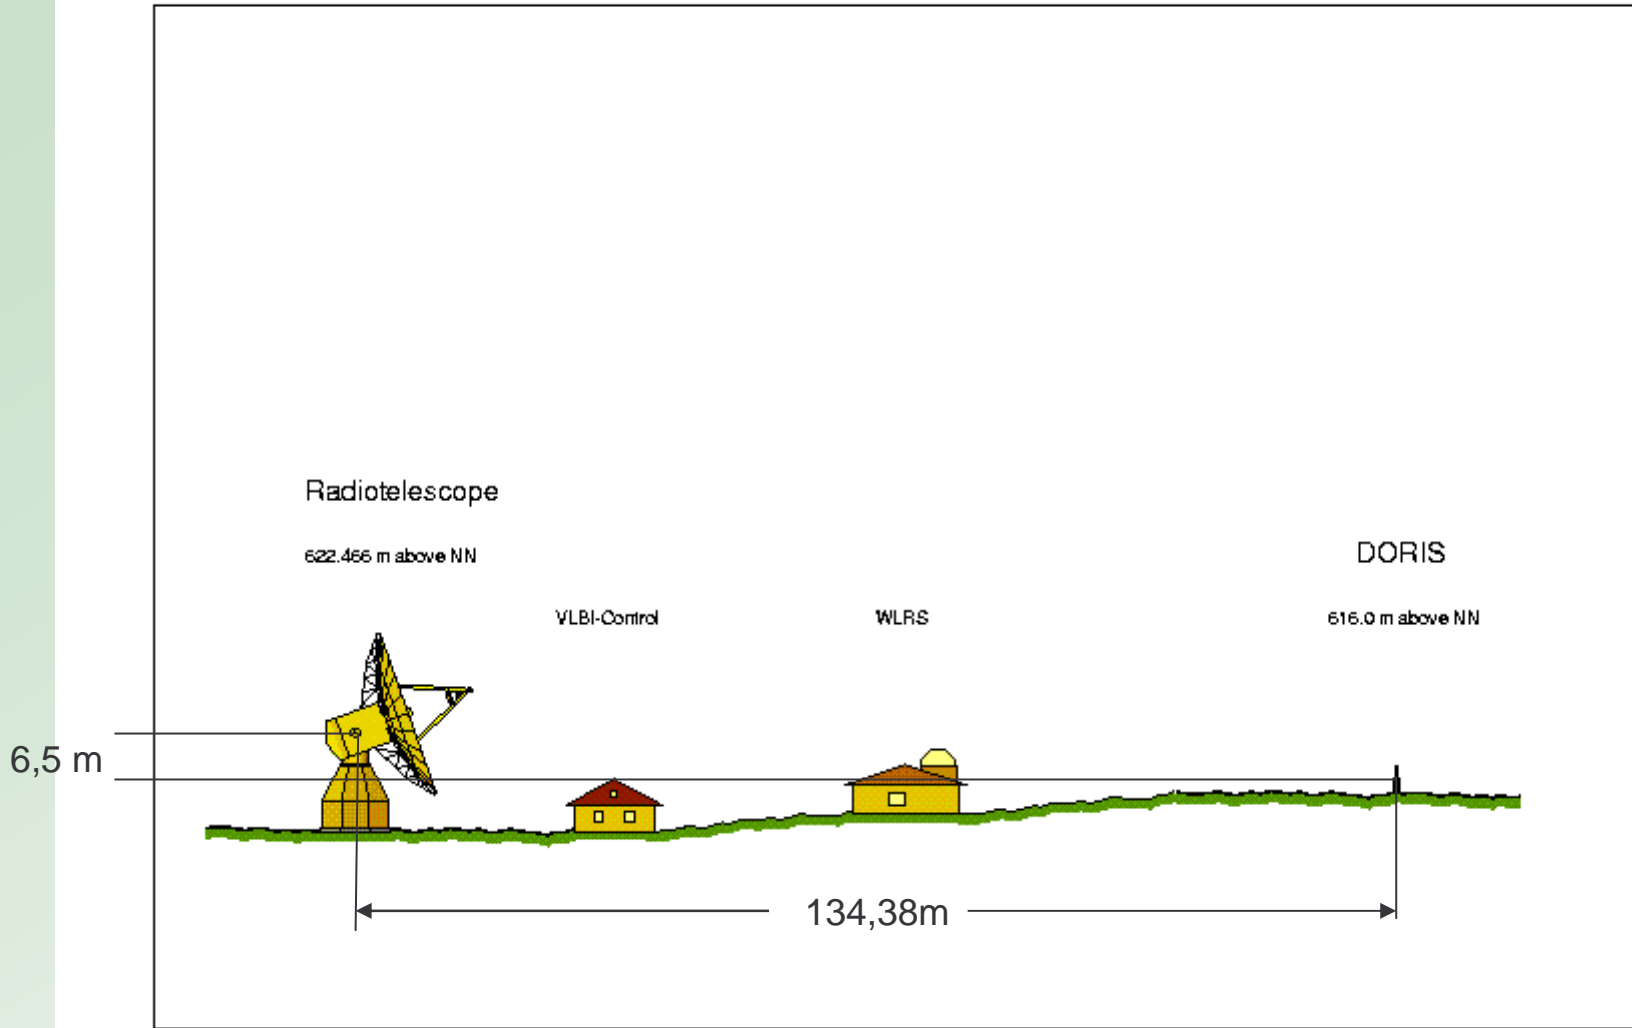 Radiotelescope
622.466 m above NN
DORIS
VLBI-Control
WLRS
616.0 m above NN
6,5 m
134,38m